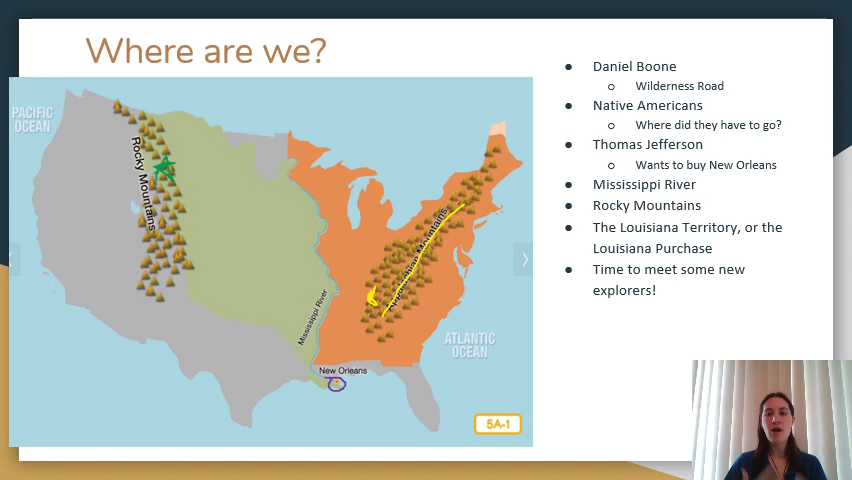 Where are we?
PACIFIC
OCEAN
Rocky Mountains
Appalachian Mountains
Mississippi River
New Orleans
ATLANTIC
OCEAN
5A-1
● Daniel Boone
o Wilderness Road
● Native Americans
o Where did they have to go?
● Thomas Jefferson
o Wants to buy New Orleans
● Mississippi River
● Rocky Mountains
● The Louisiana Territory, or the
Louisiana Purchase
● Time to meet some new
explorers!